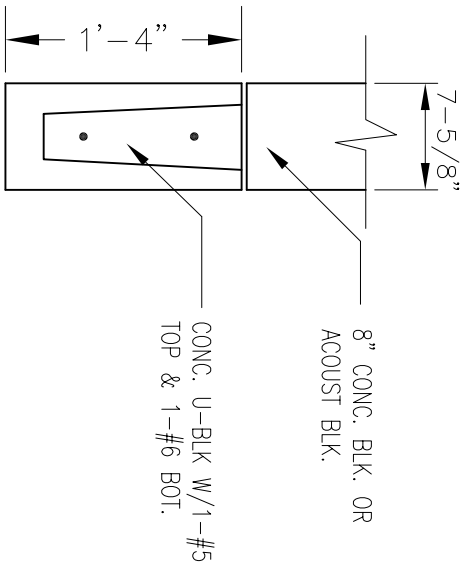 7-5/8"
8" CONC. BLK. OR
ACOUST BLK.
1'-4"
CONC. U-BLK W/1-#5
TOP & 1-#6 BOT.